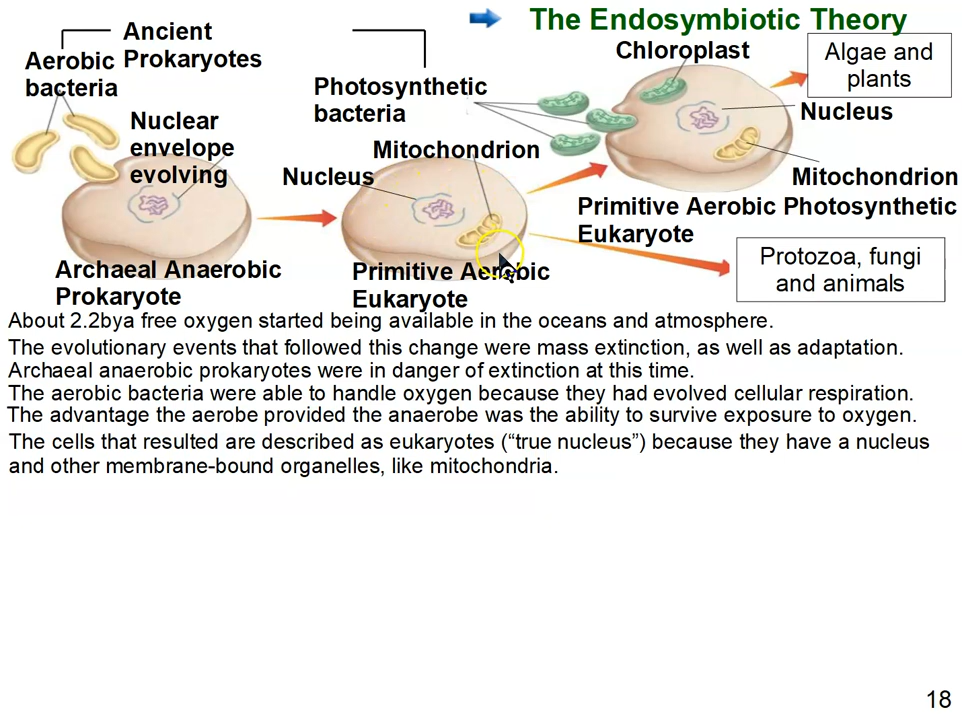 The Endosymbiotic Theory
Ancient
Prokaryotes
Aerobic
bacteria
Photosynthetic
bacteria
Chloroplast
Algae and
plants
Nuclear
envelope
evolving
Mitochondrion
Nucleus
Nucleus
Mitochondrion
Primitive Aerobic Photosynthetic
Eukaryote
Archaeal Anaerobic
Prokaryote
Primitive Aerobic
Eukaryote
Protozoa, fungi
and animals
About 2.2bya free oxygen started being available in the oceans and atmosphere.
The evolutionary events that followed this change were mass extinction, as well as adaptation.
Archaeal anaerobic prokaryotes were in danger of extinction at this time.
The aerobic bacteria were able to handle oxygen because they had evolved cellular respiration.
The advantage the aerobe provided the anaerobe was the ability to survive exposure to oxygen.
The cells that resulted are described as eukaryotes (“true nucleus”) because they have a nucleus
and other membrane-bound organelles, like mitochondria.
18